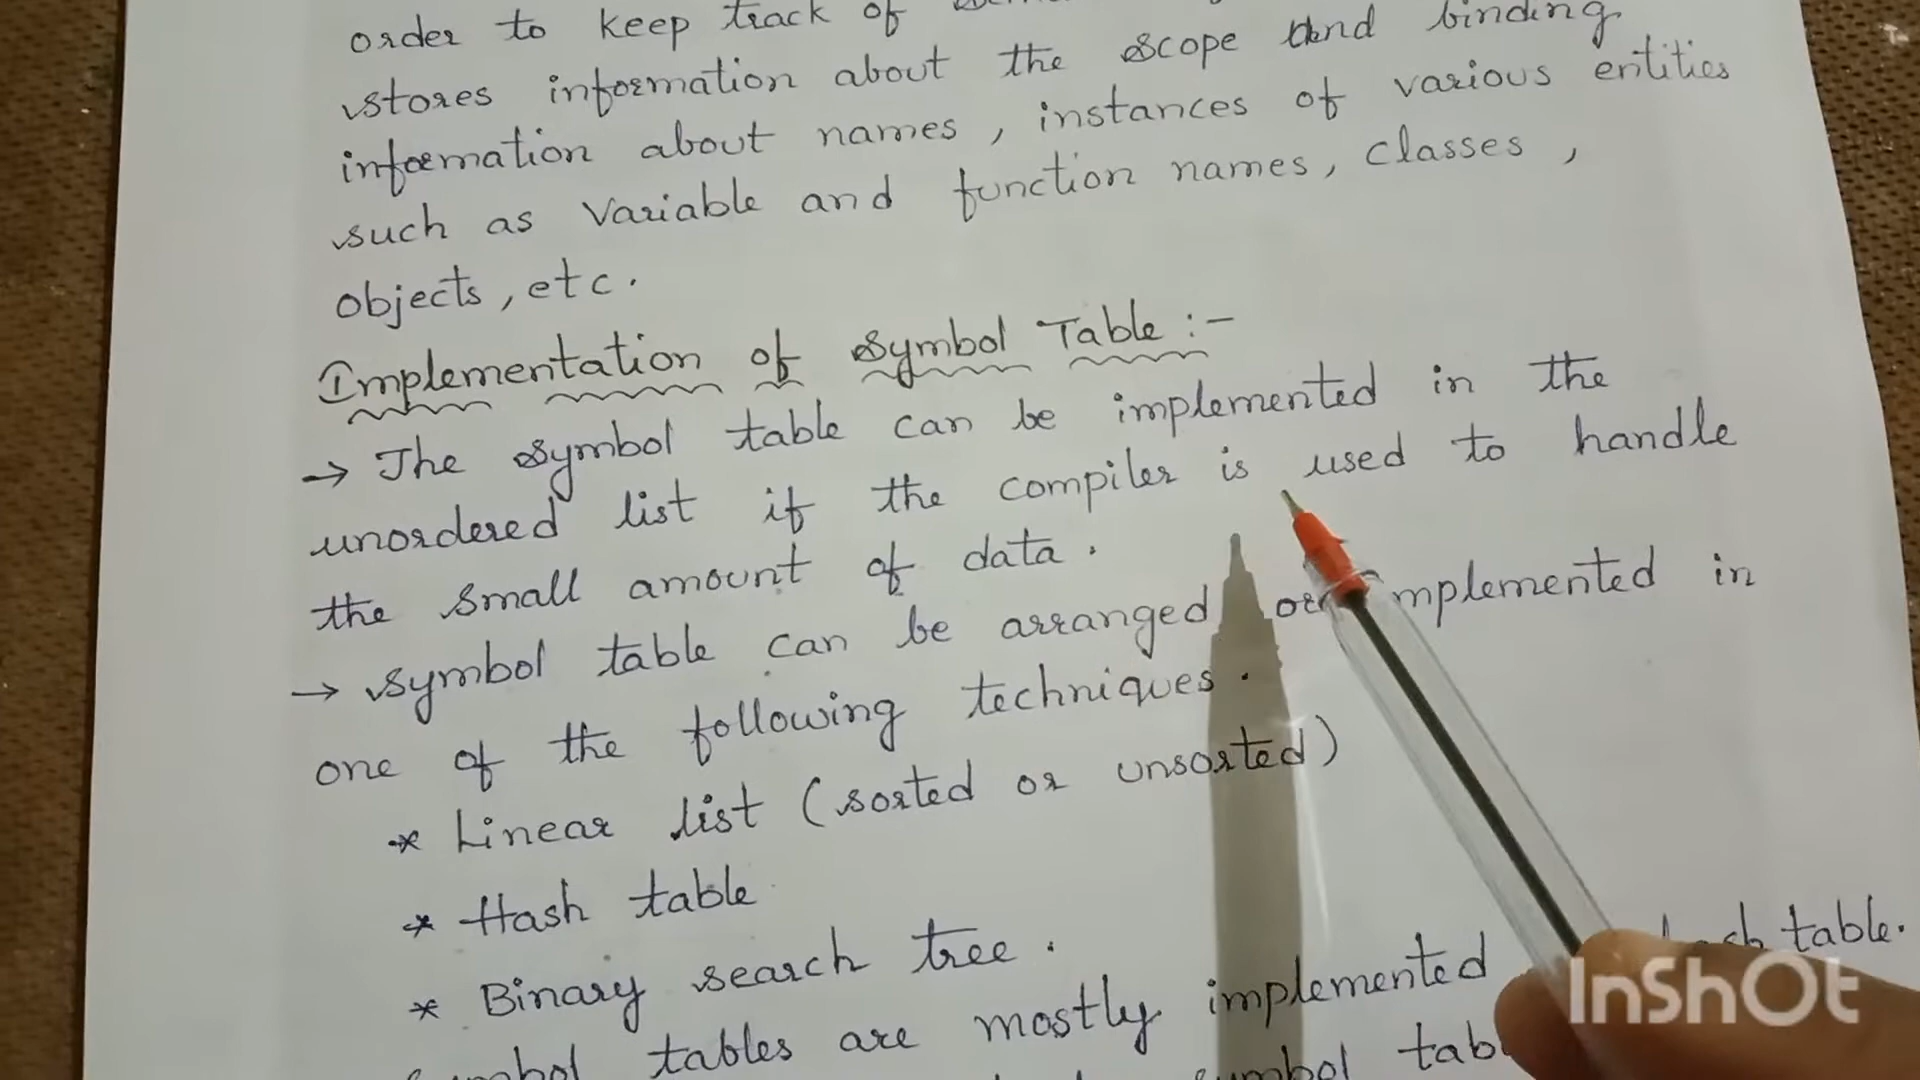 order to keep track of
stores information about the scope and binding
information about names, instances of various entities
such as variable and function names, classes,
objects, etc.
Implementation of Symbol Table :-
→ The symbol table can be implemented in the
unordered list if the compiler is used to handle
the small amount of data.
→ symbol table can be arranged or implemented in
one of the following techniques.
* Linear list (sorted or unsorted)
* Hash table
* Binary search tree.
tables are mostly implemented table.
InShOt